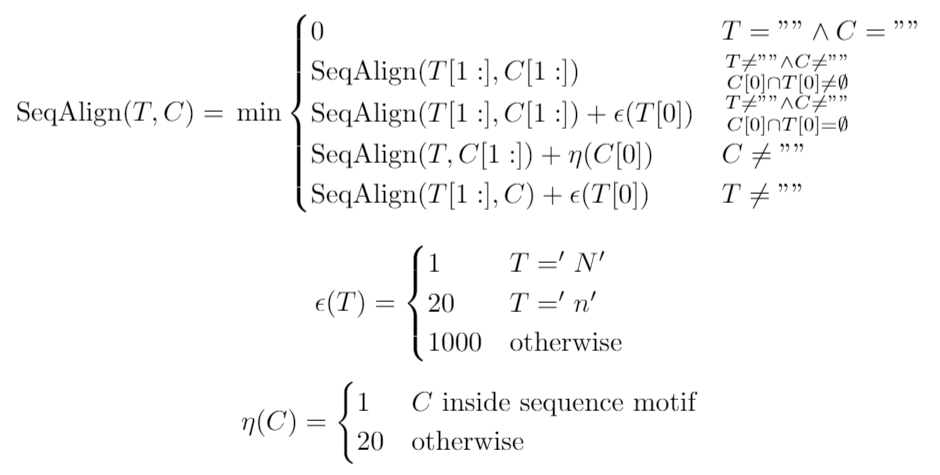 0 T = ”” ∧ C = ””
SeqAlign(T[1 :], C[1 :]) T≠””∧C≠”” C[0]∩T[0]≠∅
SeqAlign(T, C) = min SeqAlign(T[1 :], C[1 :]) + ϵ(T[0]) T≠””∧C≠”” C[0]∩T[0]=∅
SeqAlign(T, C[1 :]) + η(C[0]) C ≠ ””
SeqAlign(T[1 :], C) + ϵ(T[0]) T ≠ ””
1 T =′ N′
ϵ(T) = 20 T =′ n′
1000 otherwise
1 C inside sequence motif
η(C) =
20 otherwise